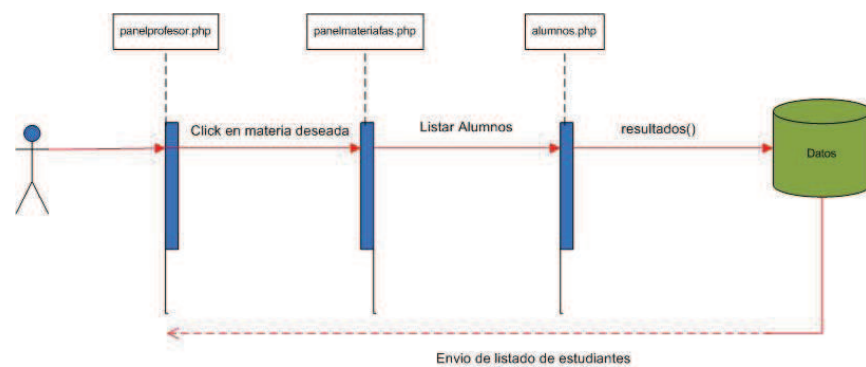 panelprofesor.php
panelmateriafas.php
alumnos.php
Click en materia deseada
Listar Alumnos
resultados()
Datos
Envio de listado de estudiantes